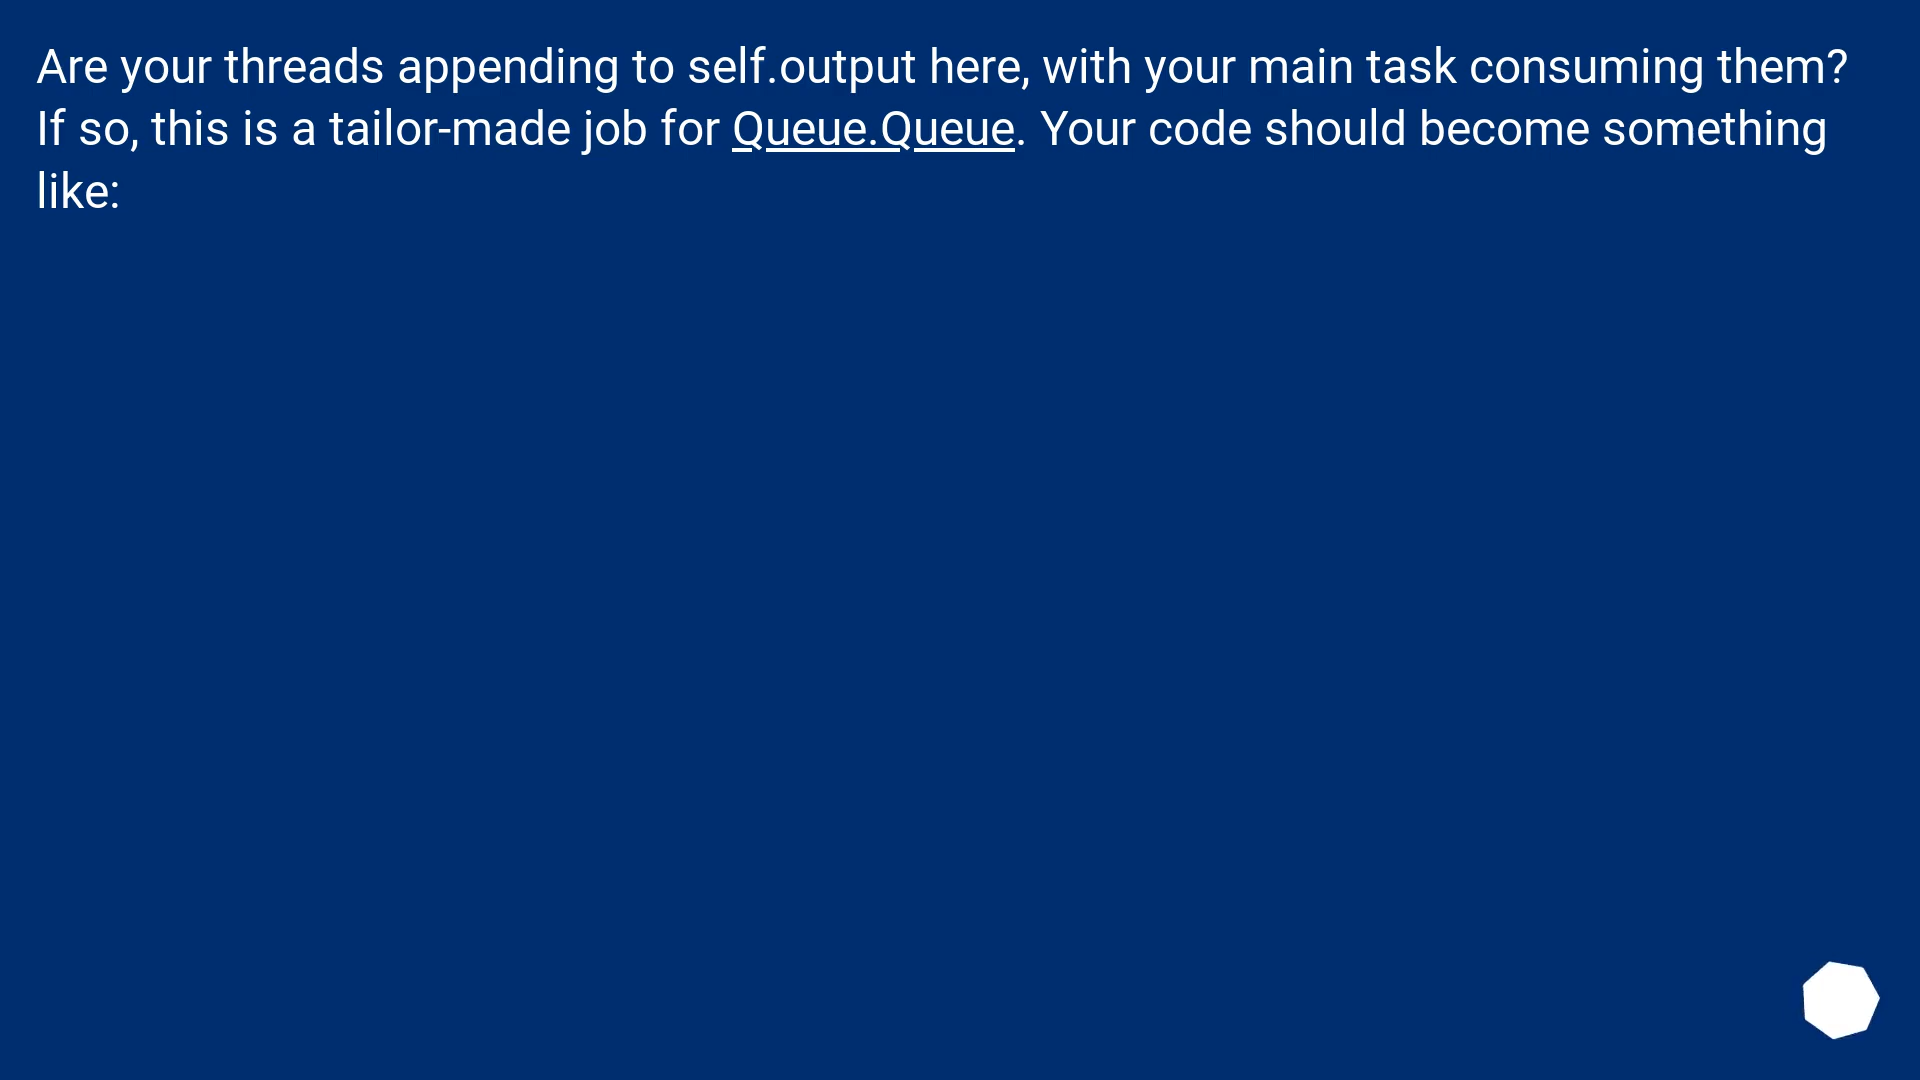 Are your threads appending to self.output here, with your main task consuming them?
If so, this is a tailor-made job for Queue.Queue. Your code should become something
like: